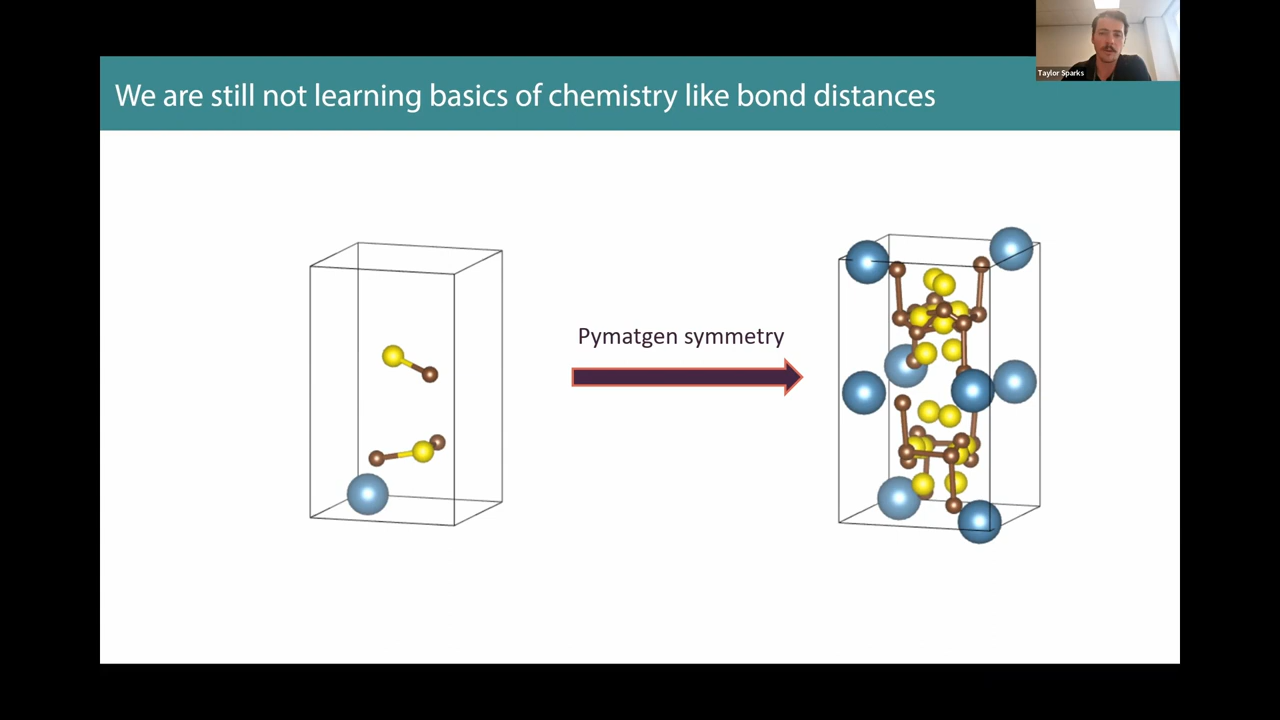 Taylor Sparks
We are still not learning basics of chemistry like bond distances
Pymatgen symmetry